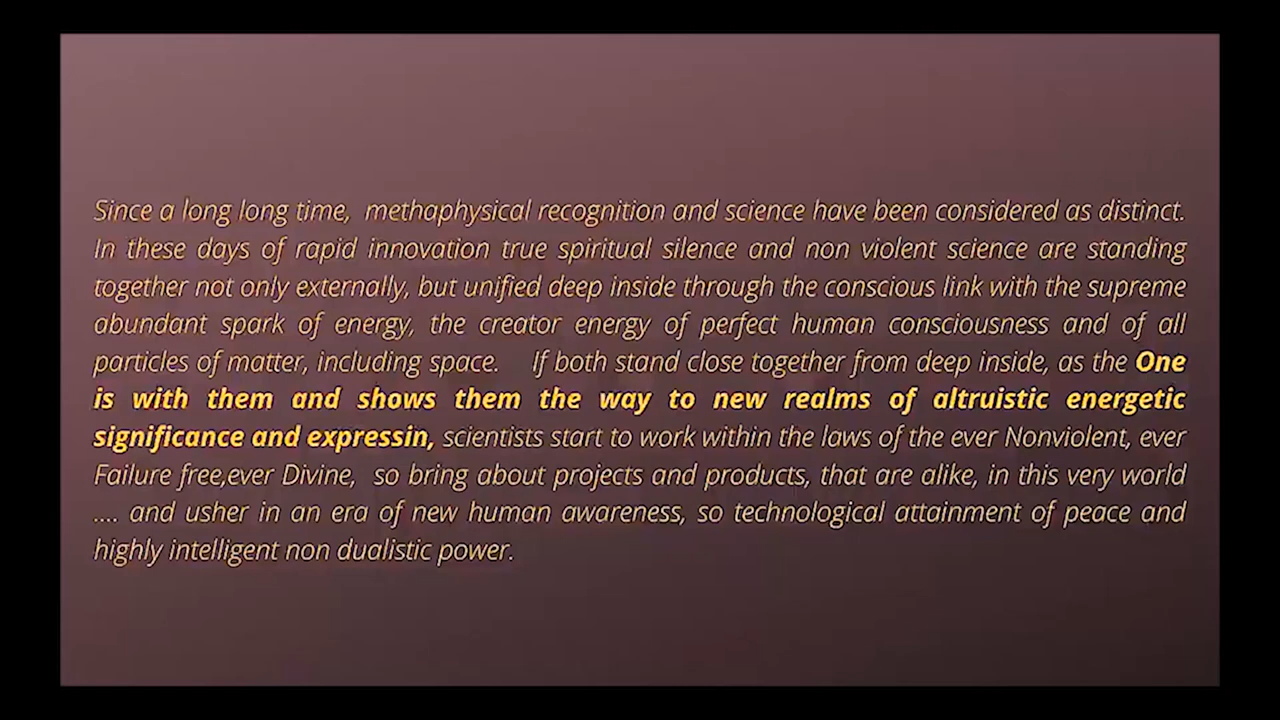 Since a long long time, methaphysical recognition and science have been considered as distinct.
In these days of rapid innovation true spiritual silence and non violent science are standing
together not only externally, but unified deep inside through the conscious link with the supreme
abundant spark of energy, the creator energy of perfect human consciousness and of all
particles of matter, including space. If both stand close together from deep inside, as the One
is with them and shows them the way to new realms of altruistic energetic
significance and expressin, scientists start to work within the laws of the ever Nonviolent, ever
Failure free,ever Divine, so bring about projects and products, that are alike, in this very world
.... and usher in an era of new human awareness, so technological attainment of peace and
highly intelligent non dualistic power.